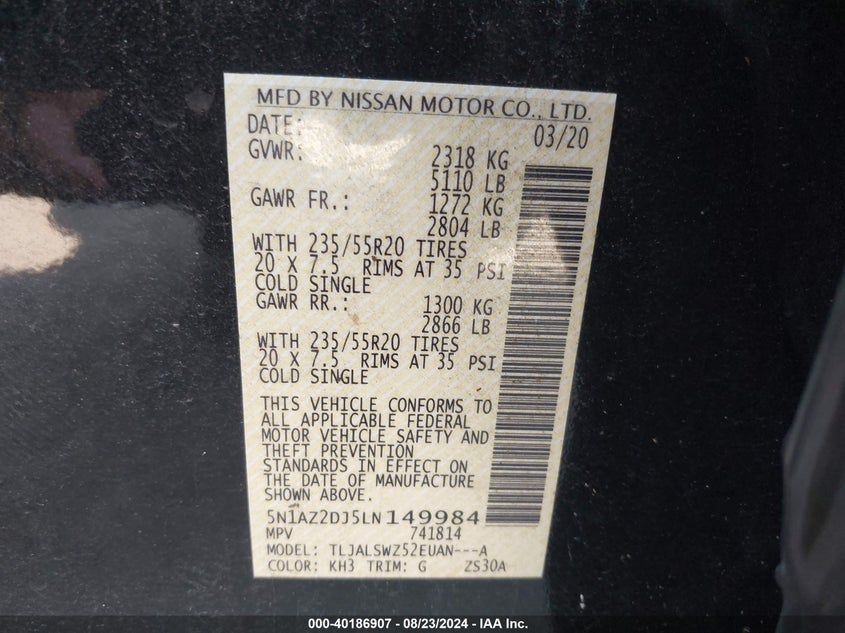 MFD BY NISSAN MOTOR CO., LTD.
DATE: 03/20
GVWR: 2318 KG
5110 LB
GAWR FR.: 1272 KG
2804 LB
WITH 235/55R20 TIRES
20 X 7.5 RIMS AT 35 PSI
COLD SINGLE
GAWR RR.: 1300 KG
2866 LB
WITH 235/55R20 TIRES
20 X 7.5 RIMS AT 35 PSI
COLD SINGLE
THIS VEHICLE CONFORMS TO
ALL APPLICABLE FEDERAL
MOTOR VEHICLE SAFETY AND
THEFT PREVENTION
STANDARDS IN EFFECT ON
THE DATE OF MANUFACTURE
SHOWN ABOVE.
5N1AZ2DJ5LN149984
MPV 741814
MODEL: TLJALSWZ52EUAN---A
COLOR: KH3 TRIM: G ZS30A
000-40186907 - 08/23/2024 - IAA Inc.